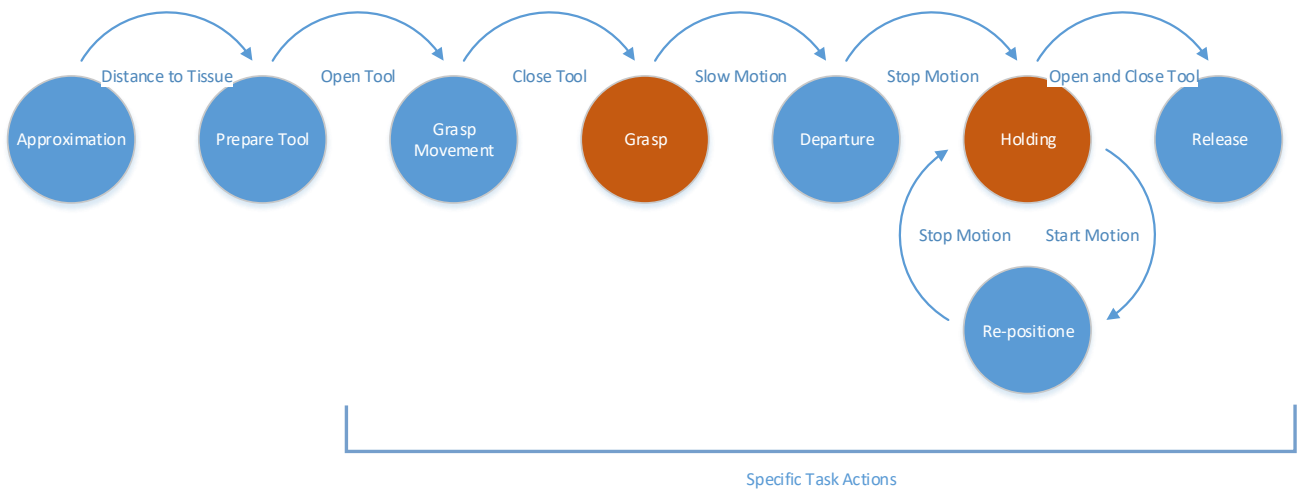 Distance to Tissue
Open Tool
Close Tool
Slow Motion
Stop Motion
Open and Close Tool
Approximation
Prepare Tool
Grasp
Movement
Grasp
Departure
Holding
Release
Stop Motion
Start Motion
Re-positione
Specific Task Actions